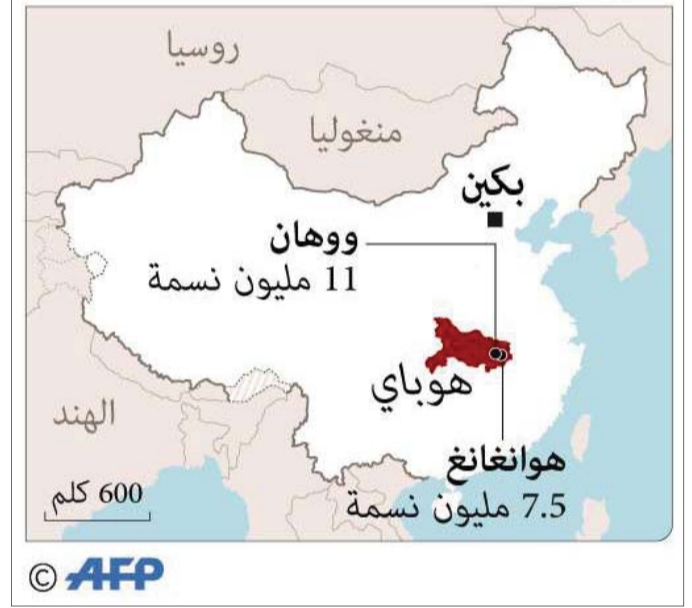 روسيا
منغوليا
بكين
ووهان
11 مليون نسمة
هوباي
الهند
هوانغانغ
7.5 مليون نسمة
600 كلم
© AFP